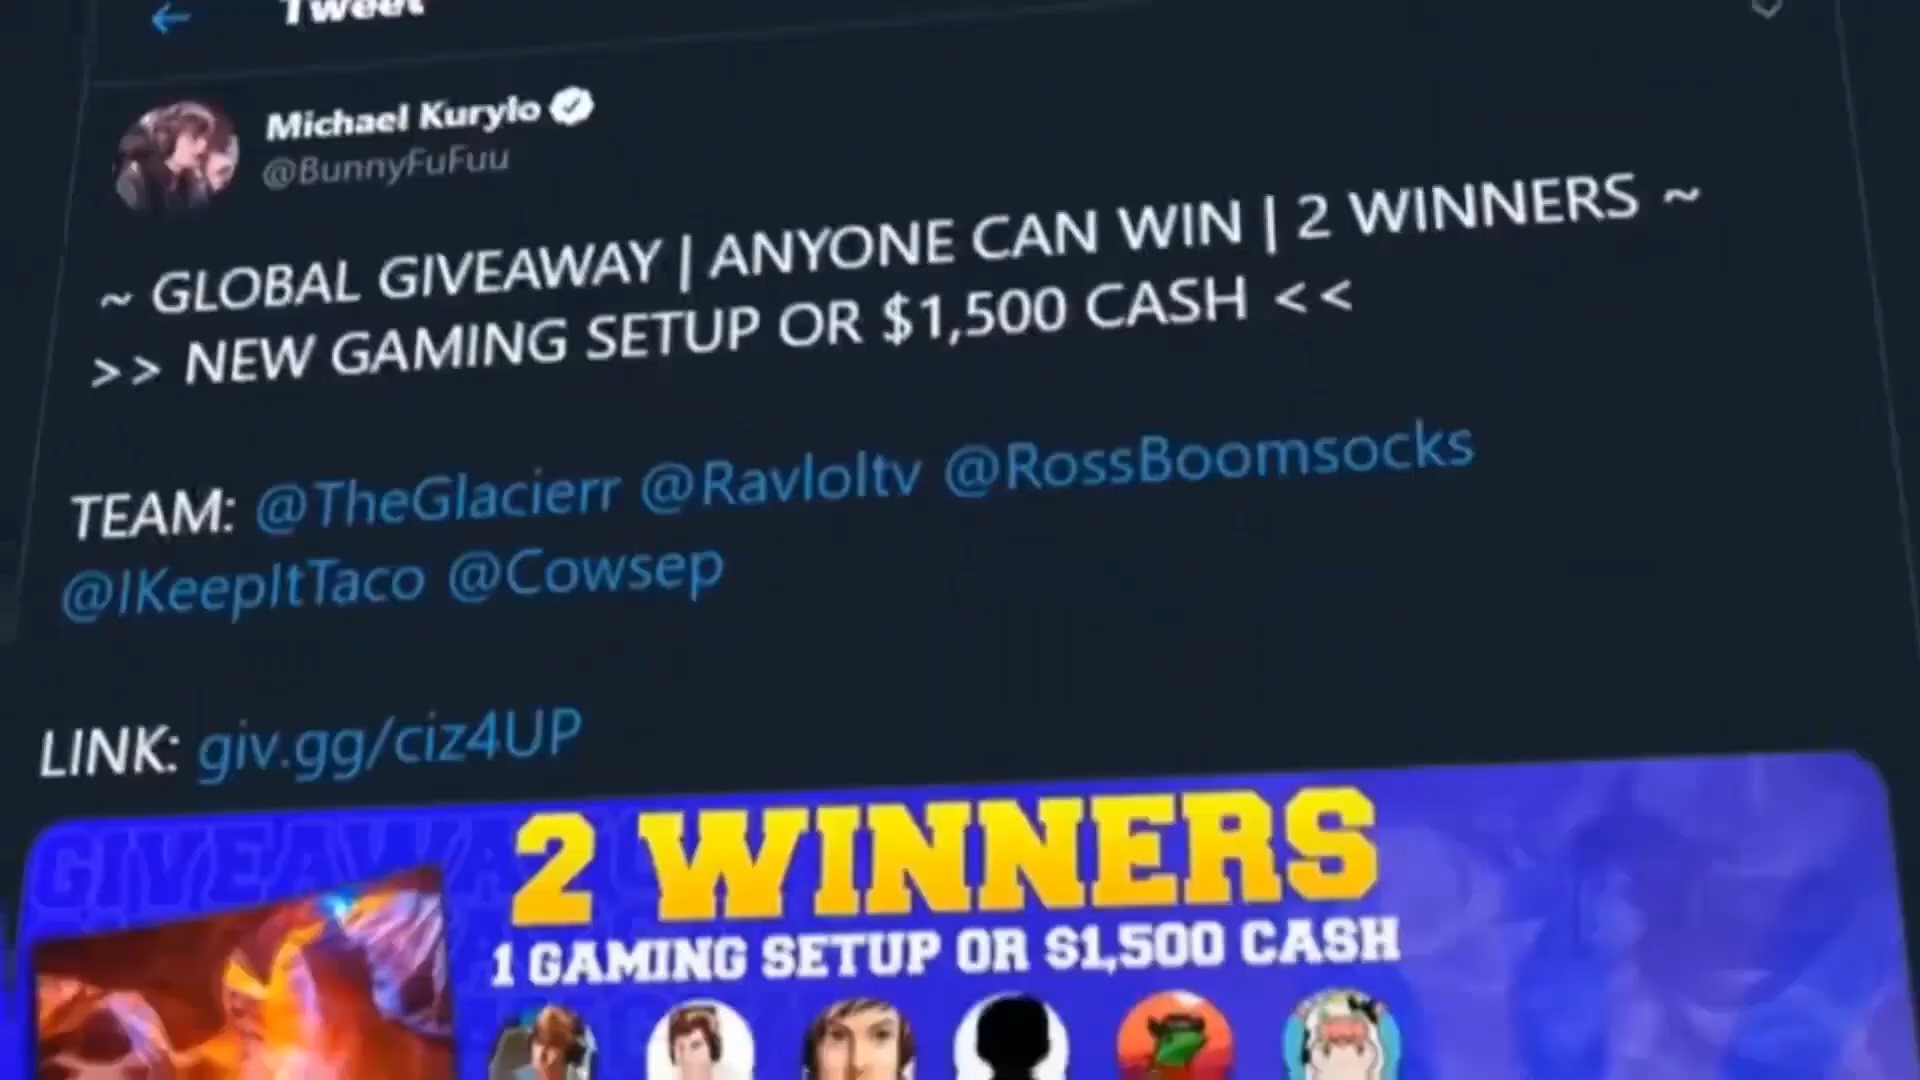 Tweet
Michael Kurylo
@BunnyFuFuu
~ GLOBAL GIVEAWAY | ANYONE CAN WIN | 2 WINNERS ~
>> NEW GAMING SETUP OR $1,500 CASH <<
TEAM: @TheGlacierr @Ravloltv @RossBoomsocks
@IKeepItTaco @Cowsep
LINK: giv.gg/ciz4UP
GIVEAWAY
2 WINNERS
1 GAMING SETUP OR $1,500 CASH